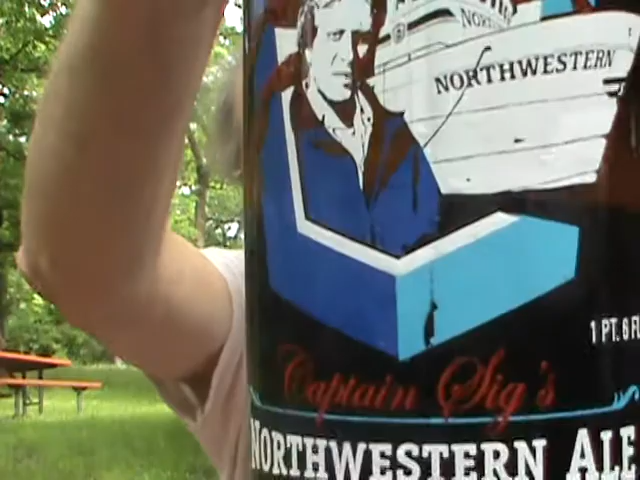 NORTHWESTERN
1 PT. 6 FL
Captain Sig's
NORTHWESTERN ALE